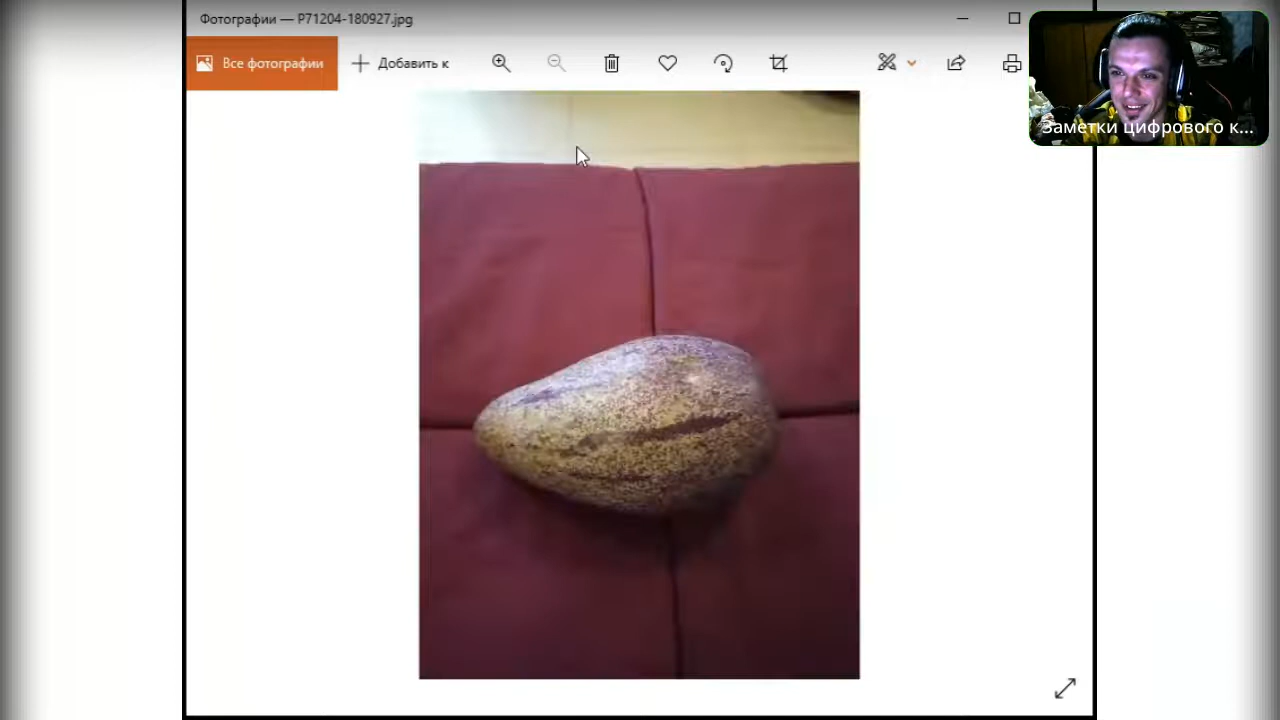 Фотографии — P71204-180927.jpg
Все фотографии
Добавить к
Заметки цифрового к...